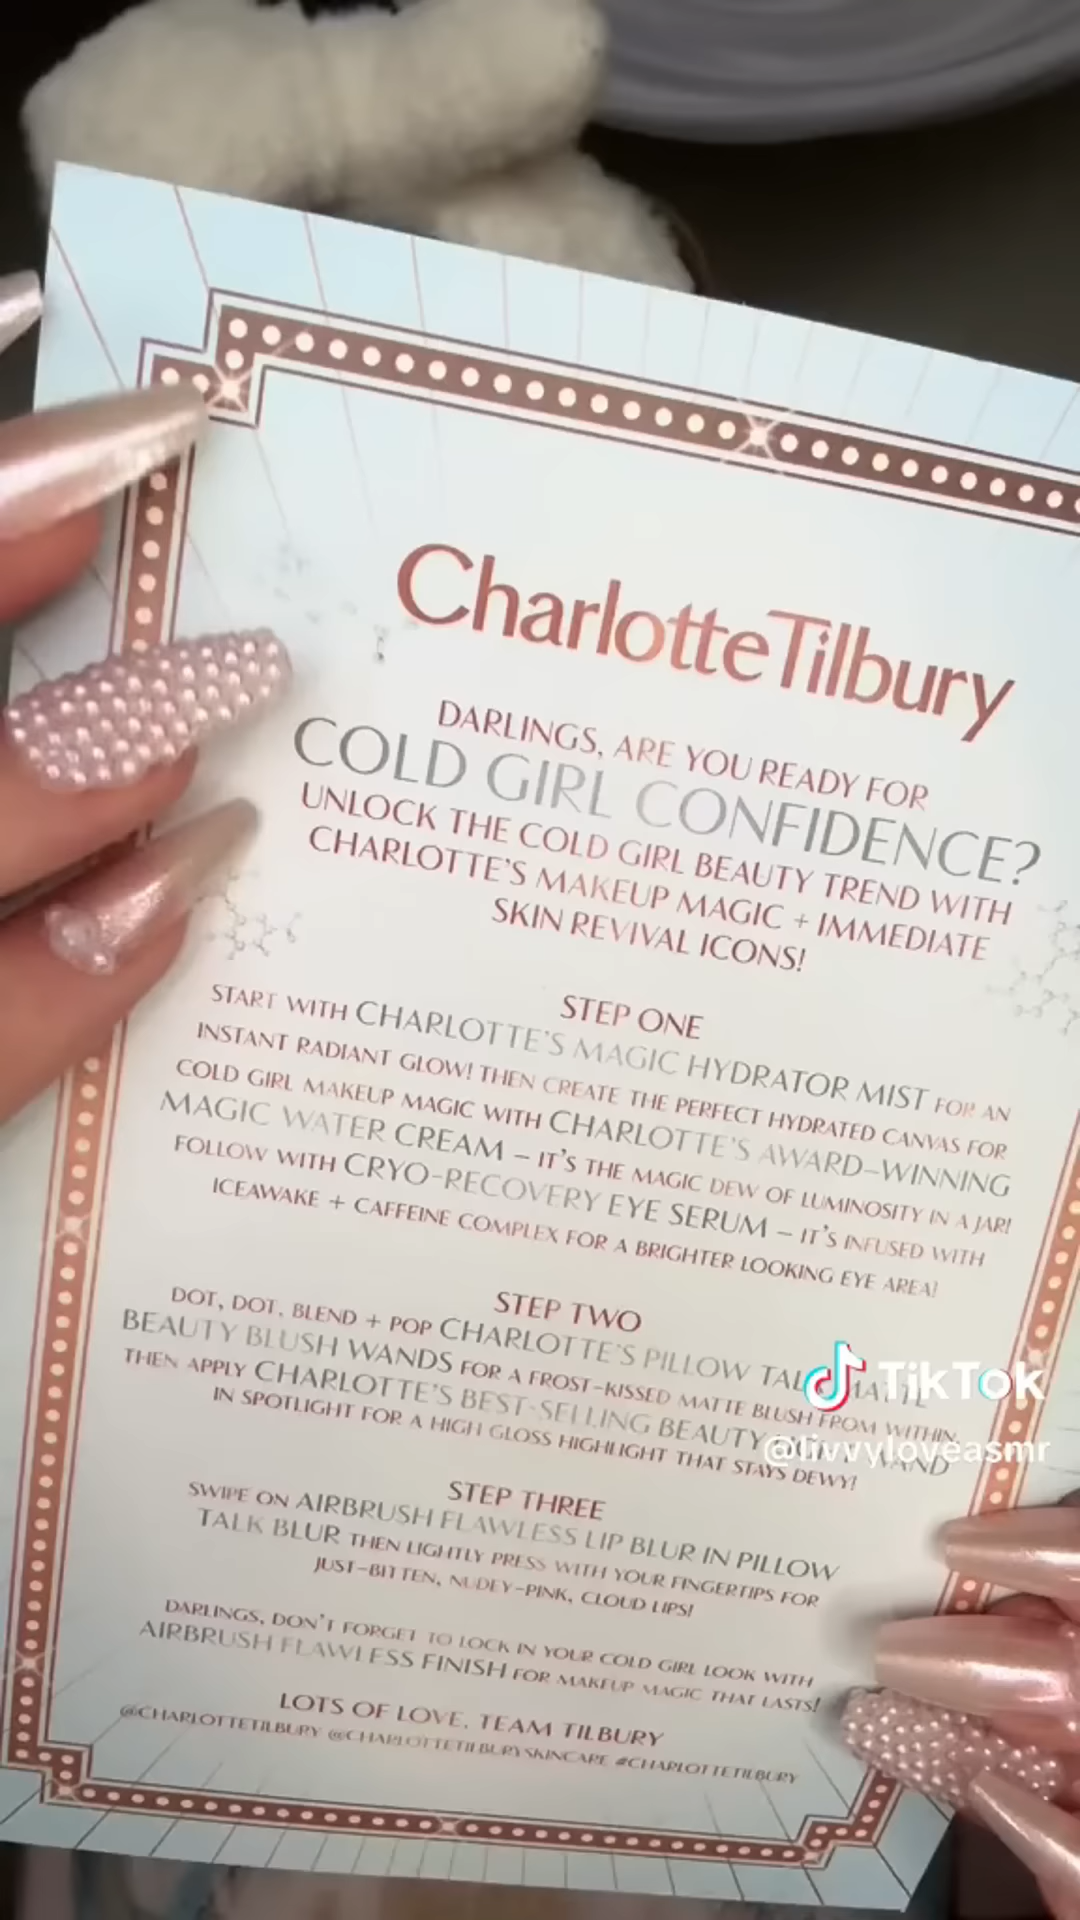 CharlotteTilbury
DARLINGS, ARE YOU READY FOR
COLD GIRL CONFIDENCE?
UNLOCK THE COLD GIRL BEAUTY TREND WITH
CHARLOTTE'S MAKEUP MAGIC + IMMEDIATE
SKIN REVIVAL ICONS!
STEP ONE
START WITH CHARLOTTE'S MAGIC HYDRATOR MIST FOR AN
INSTANT RADIANT GLOW! THEN CREATE THE PERFECT HYDRATED CANVAS FOR
COLD GIRL MAKEUP MAGIC WITH CHARLOTTE'S AWARD-WINNING
MAGIC WATER CREAM – IT'S THE MAGIC DEW OF LUMINOSITY IN A JAR!
FOLLOW WITH CRYO-RECOVERY EYE SERUM – IT'S INFUSED WITH
ICEAWAKE + CAFFEINE COMPLEX FOR A BRIGHTER LOOKING EYE AREA!
STEP TWO
DOT, DOT, BLEND + POP CHARLOTTE'S PILLOW TALK MATTE
BEAUTY BLUSH WANDS FOR A FROST-KISSED MATTE BLUSH FROM WITHIN.
THEN APPLY CHARLOTTE'S BEST-SELLING BEAUTY LIGHT WAND
IN SPOTLIGHT FOR A HIGH GLOSS HIGHLIGHT THAT STAYS DEWY!
STEP THREE
SWIPE ON AIRBRUSH FLAWLESS LIP BLUR IN PILLOW
TALK BLUR THEN LIGHTLY PRESS WITH YOUR FINGERTIPS FOR
JUST-BITTEN, NUDEY-PINK, CLOUD LIPS!
DARLINGS, DON'T FORGET TO LOCK IN YOUR COLD GIRL LOOK WITH
AIRBRUSH FLAWLESS FINISH FOR MAKEUP MAGIC THAT LASTS!
LOTS OF LOVE, TEAM TILBURY
@CHARLOTTETILBURY @CHARLOTTETILBURYSKINCARE #CHARLOTTETILBURY
TikTok
@livvyloveasmr